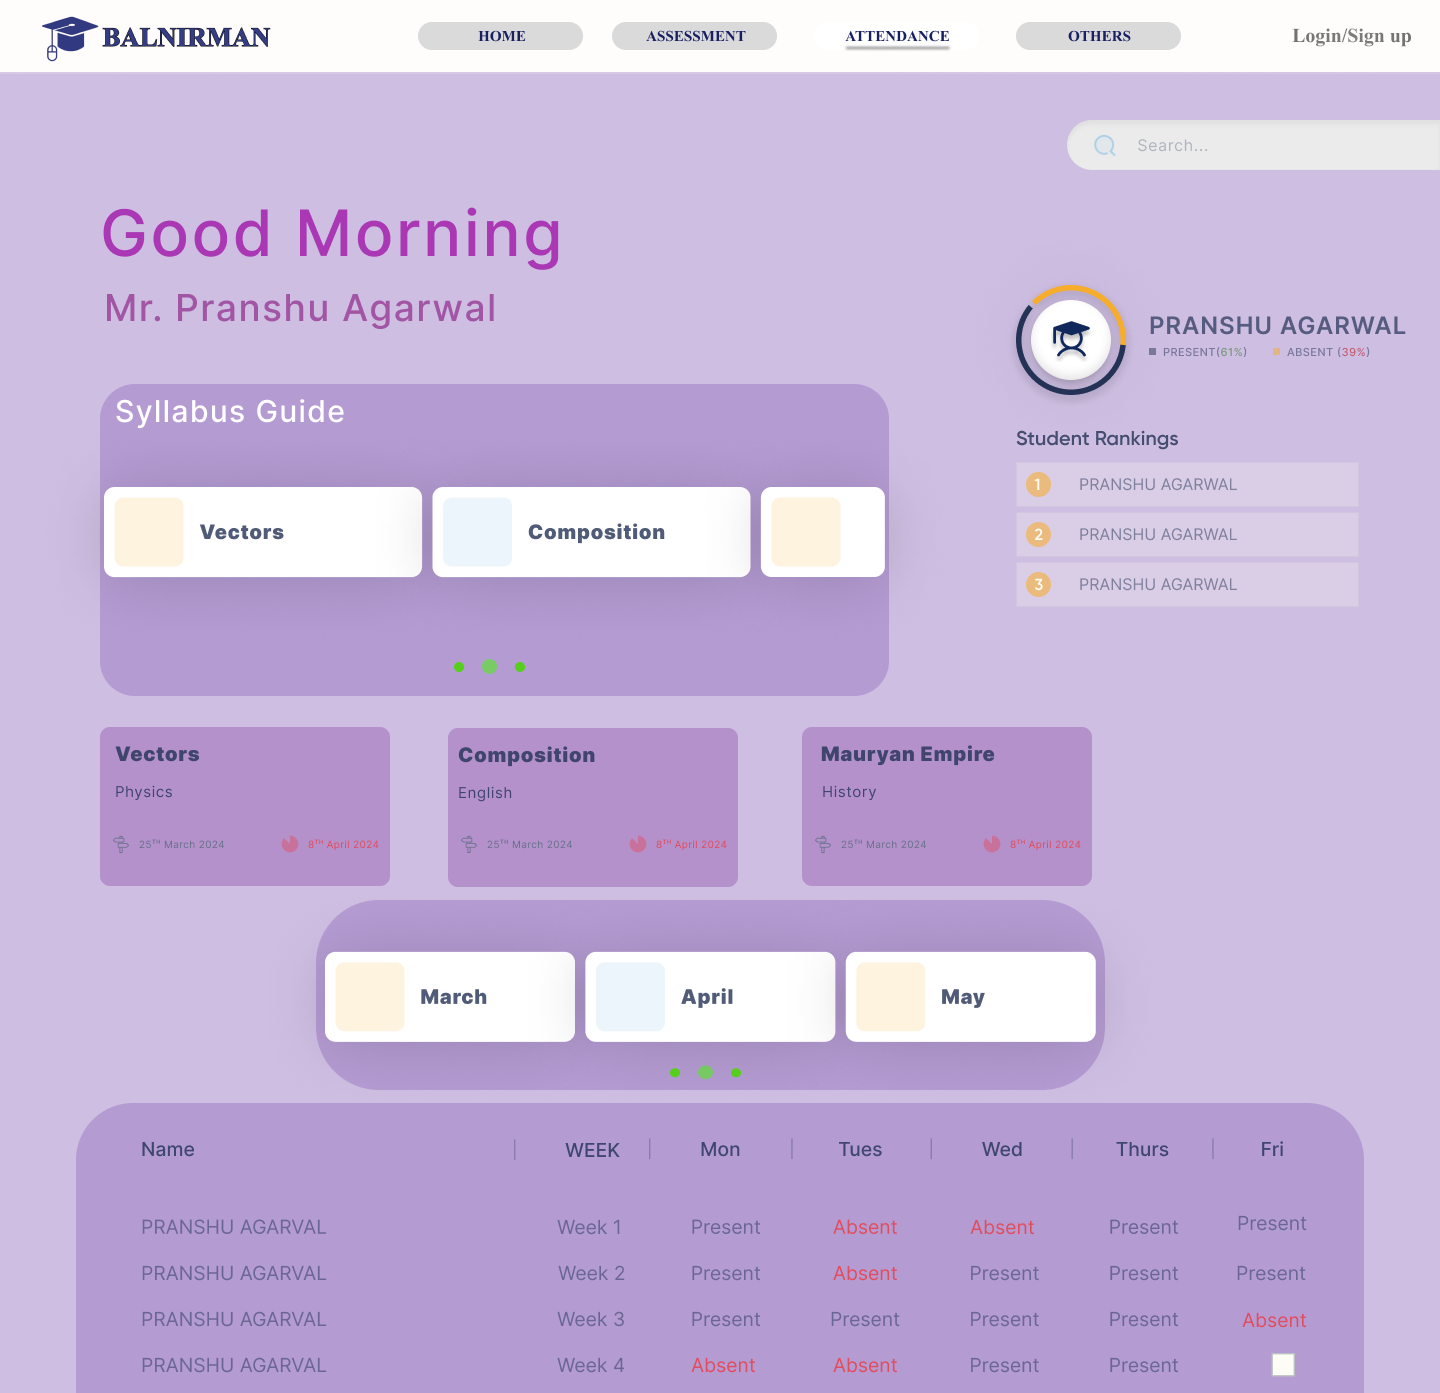 BALNIRMAN
HOME
ASSESSMENT
ATTENDANCE
OTHERS
Login/Sign up
Search...
Good Morning
Mr. Pranshu Agarwal
PRANSHU AGARWAL
PRESENT(61%)
ABSENT (39%)
Syllabus Guide
Vectors
Composition
Student Rankings
1 PRANSHU AGARWAL
2 PRANSHU AGARWAL
3 PRANSHU AGARWAL
Vectors
Physics
25TH March 2024
8TH April 2024
Composition
English
25TH March 2024
8TH April 2024
Mauryan Empire
History
25TH March 2024
8TH April 2024
March
April
May
Name | WEEK | Mon | Tues | Wed | Thurs | Fri
PRANSHU AGARVAL Week 1 Present Absent Absent Present Present
PRANSHU AGARVAL Week 2 Present Absent Present Present Present
PRANSHU AGARVAL Week 3 Present Present Present Present Absent
PRANSHU AGARVAL Week 4 Absent Absent Present Present